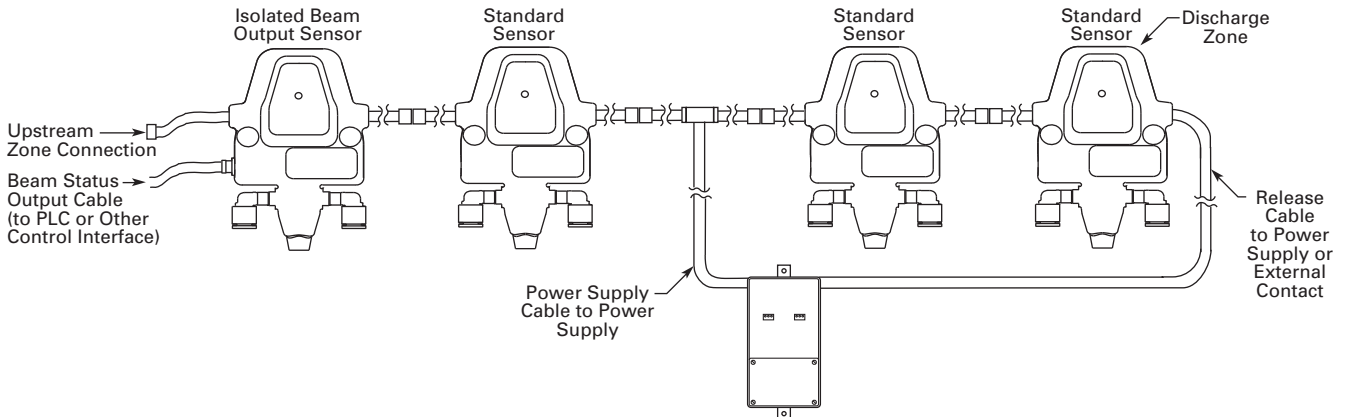 Isolated Beam
Output Sensor
Standard
Sensor
Standard
Sensor
Standard
Sensor
Discharge
Zone
Upstream
Zone Connection
Beam Status
Output Cable
(to PLC or Other
Control Interface)
Power Supply
Cable to Power
Supply
Release
Cable
to Power
Supply or
External
Contact